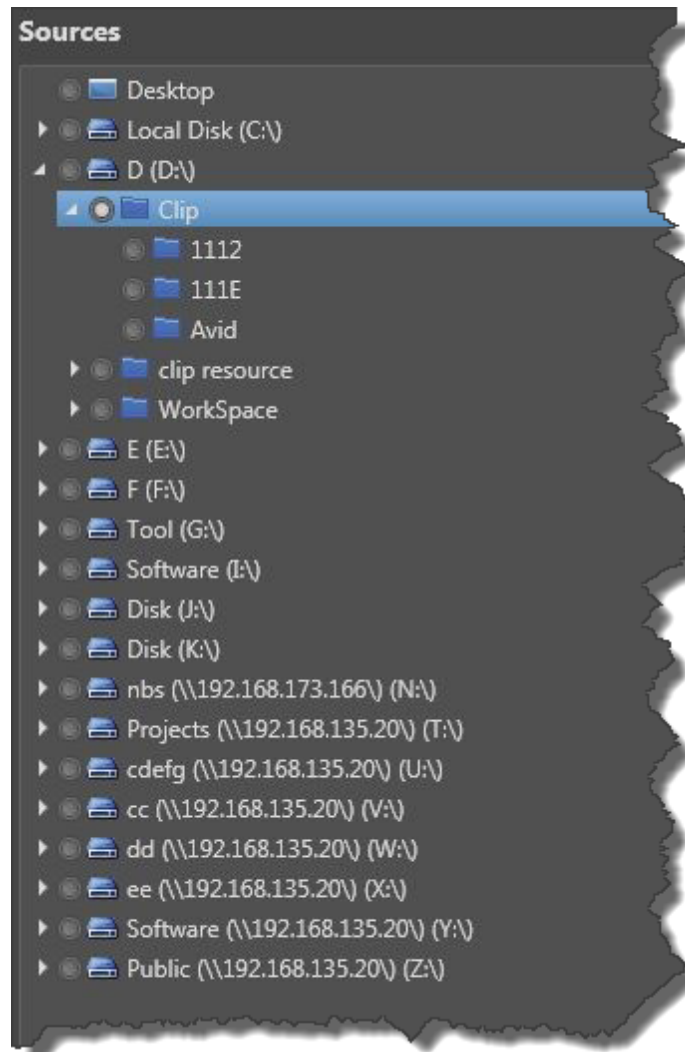 Sources
Desktop
Local Disk (C:\)
D (D:\)
Clip
1112
111E
Avid
clip resource
WorkSpace
E (E:\)
F (F:\)
Tool (G:\)
Software (I:\)
Disk (J:\)
Disk (K:\)
nbs (\\192.168.173.166\) (N:\)
Projects (\\192.168.135.20\) (T:\)
cdefg (\\192.168.135.20\) (U:\)
cc (\\192.168.135.20\) (V:\)
dd (\\192.168.135.20\) (W:\)
ee (\\192.168.135.20\) (X:\)
Software (\\192.168.135.20\) (Y:\)
Public (\\192.168.135.20\) (Z:\)